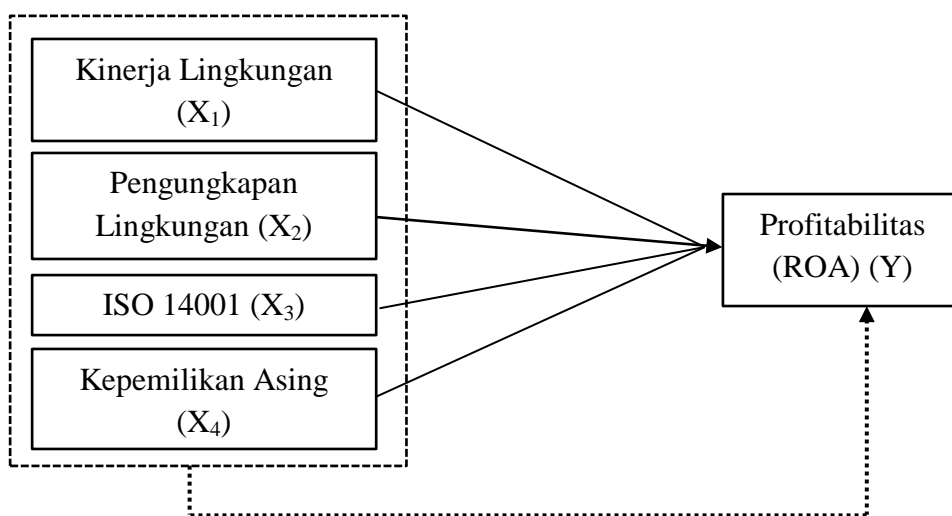 Kinerja Lingkungan
(X₁)
Pengungkapan
Lingkungan (X₂)
ISO 14001 (X₃)
Kepemilikan Asing
(X₄)
Profitabilitas
(ROA) (Y)